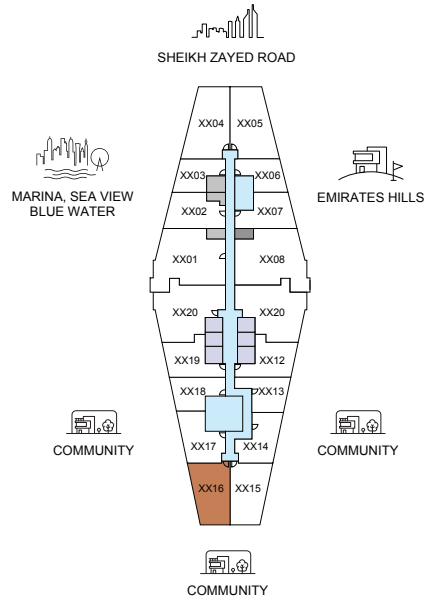 SHEIKH ZAYED ROAD
XX04 XX05
MARINA, SEA VIEW
BLUE WATER
EMIRATES HILLS
XX03 XX06
XX02 XX07
XX01 XX08
XX20 XX20
XX19 XX12
XX18 XX13
COMMUNITY
COMMUNITY
XX17 XX14
XX16 XX15
COMMUNITY